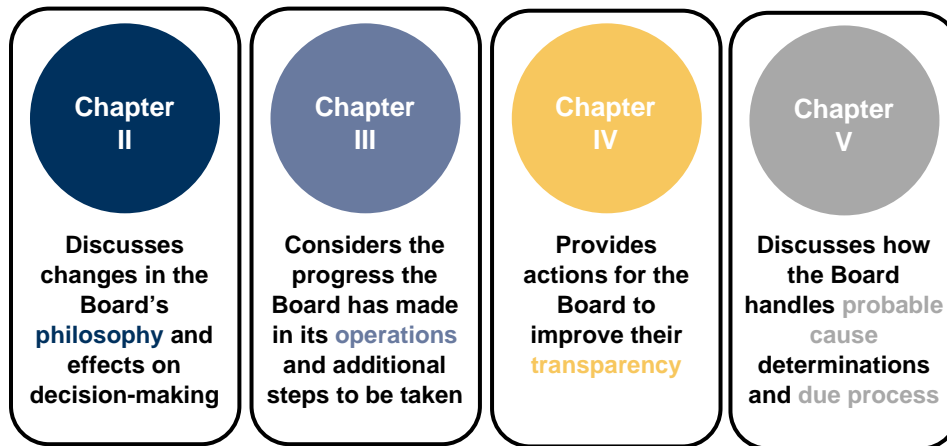 Chapter
II
Discusses
changes in the
Board's
philosophy and
effects on
decision-making
Chapter
III
Considers the
progress the
Board has made
in its operations
and additional
steps to be taken
Chapter
IV
Provides
actions for the
Board to
improve their
transparency
Chapter
V
Discusses how
the Board
handles probable
cause
determinations
and due process